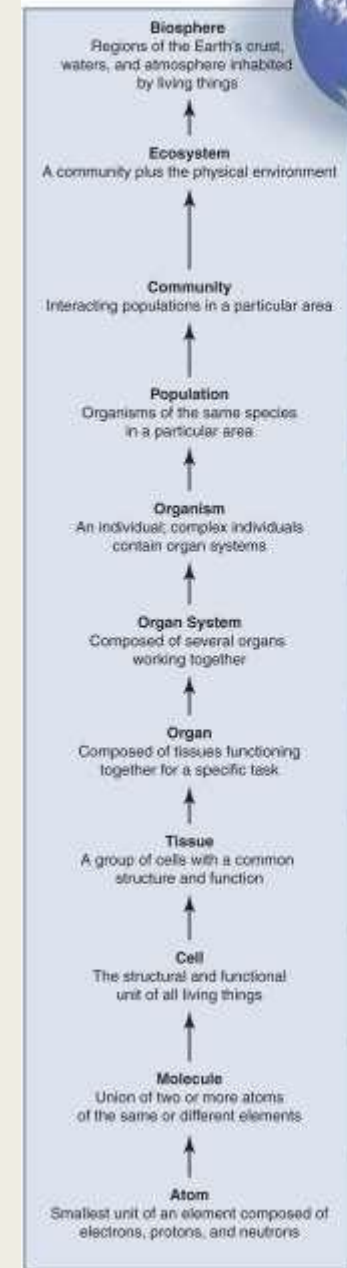 Biosphere
Regions of the Earth's crust,
waters, and atmosphere inhabited
by living things
Ecosystem
A community plus the physical environment
Community
Interacting populations in a particular area
Population
Organisms of the same species
in a particular area
Organism
An individual; complex individuals
contain organ systems
Organ System
Composed of several organs
working together
Organ
Composed of tissues functioning
together for a specific task
Tissue
A group of cells with a common
structure and function
Cell
The structural and functional
unit of all living things
Molecule
Union of two or more atoms
of the same or different elements
Atom
Smallest unit of an element composed of
electrons, protons, and neutrons